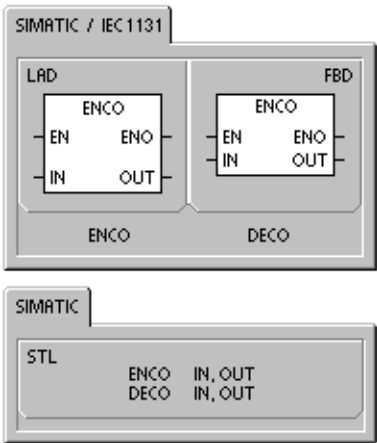 SIMATIC / IEC1131
LAD FBD
ENCO ENCO
EN ENO EN ENO
IN OUT IN OUT
ENCO DECO
SIMATIC
STL
ENCO IN, OUT
DECO IN, OUT